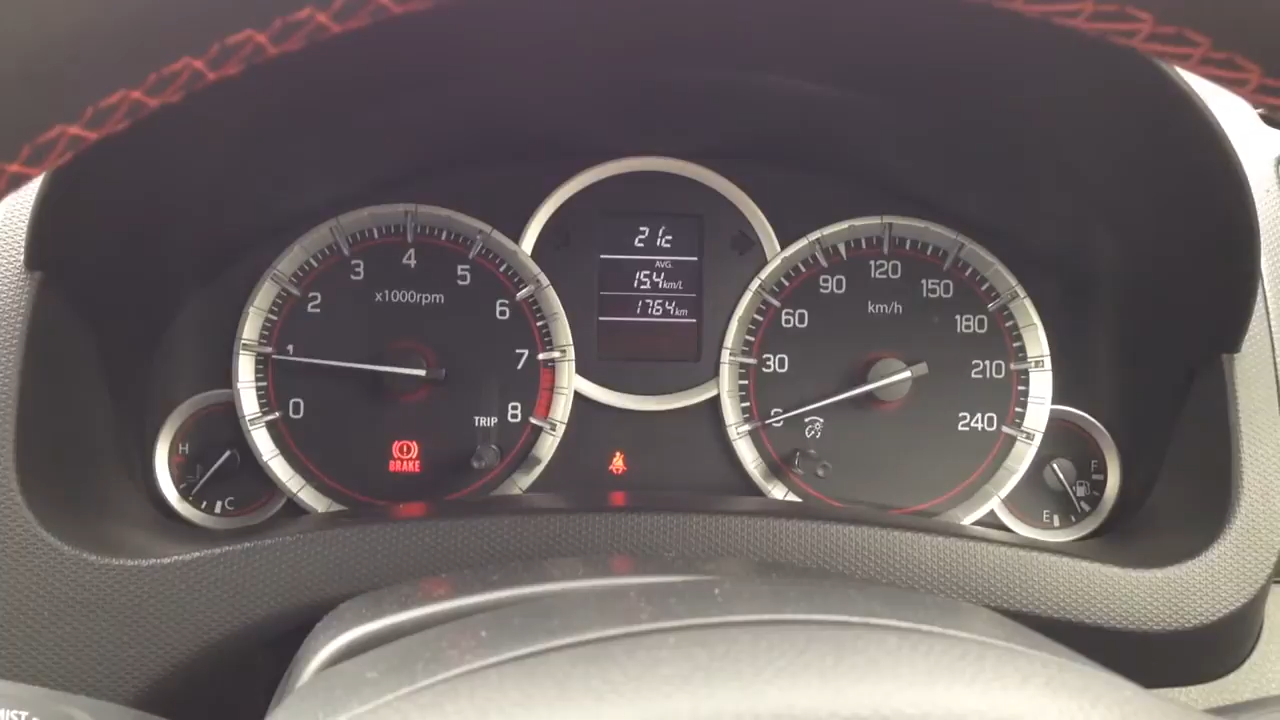 21c
AVG.
15.4km/L
1764km
0
1
2
3
4
5
6
7
8
x1000rpm
TRIP
BRAKE
H
C
30
60
90
120
150
180
210
240
km/h
F
E
MIST